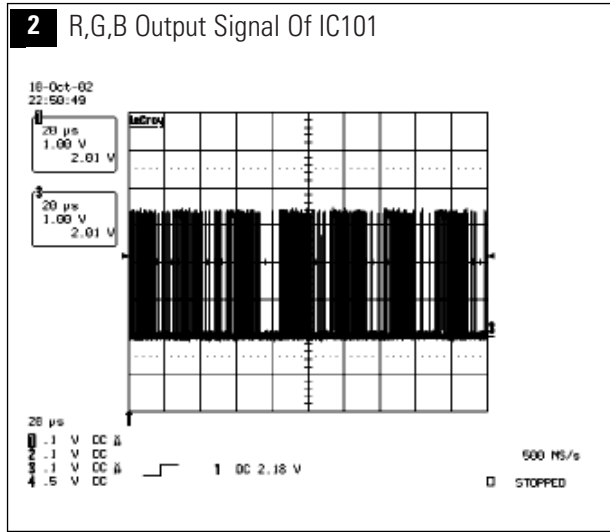 2 R,G,B Output Signal Of IC101
18-Oct-02
22:50:49
1
20 µs
1.00 V
2.01 V
3
20 µs
1.00 V
2.01 V
LeCroy
3
T
20 µs
1 .1 V DC
2 .1 V DC
3 .1 V DC
4 .5 V DC
1 DC 2.18 V
500 MS/s
STOPPED